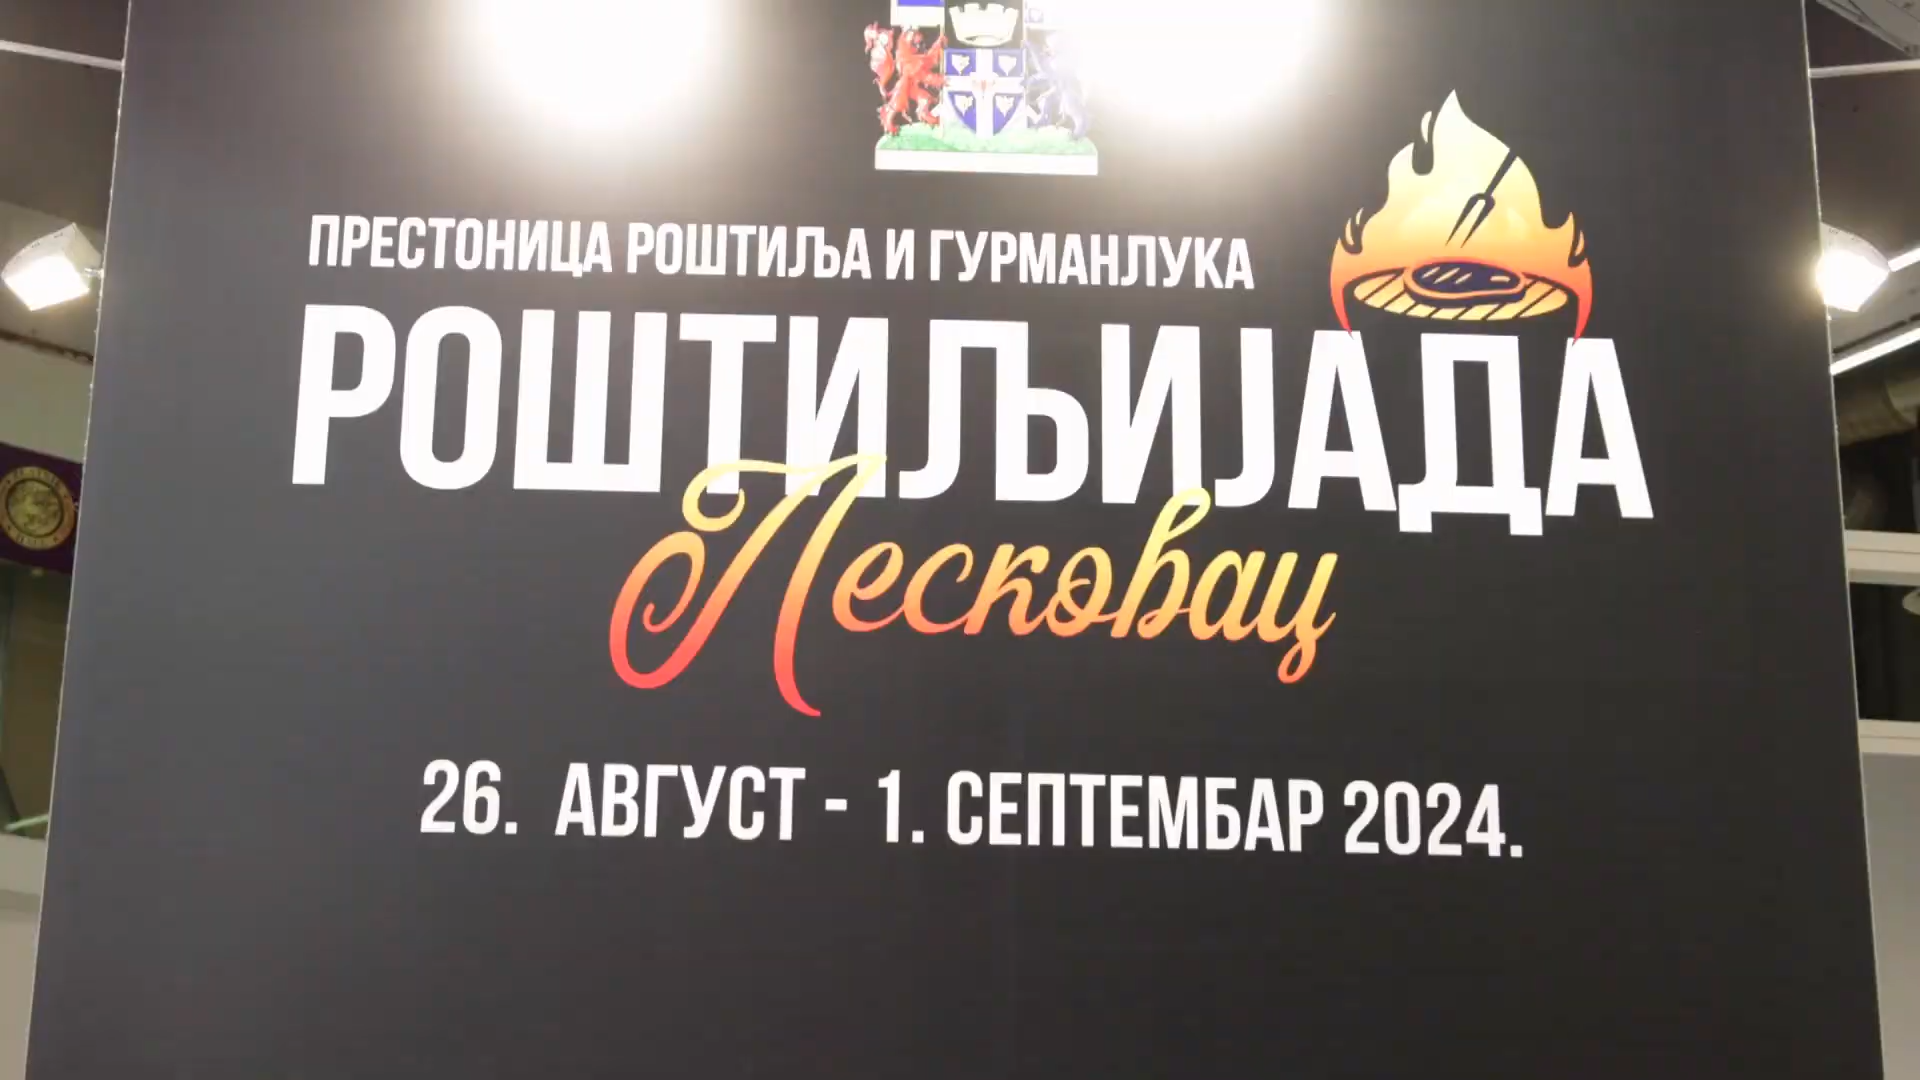 ПРЕСТОНИЦА РОШТИЉА И ГУРМАНЛУКА
РОШТИЉИЈАДА
Лесковац
26. АВГУСТ - 1. СЕПТЕМБАР 2024.